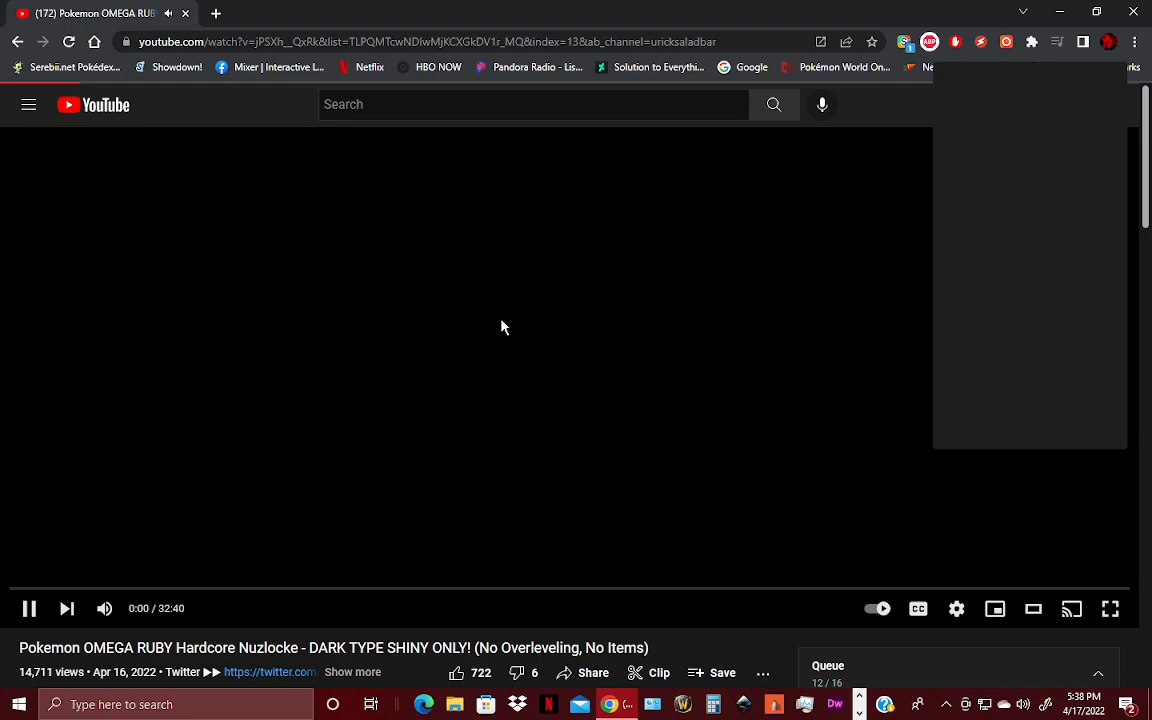 (172) Pokemon OMEGA RUB
youtube.com/watch?v=jPSXh__QxRk&list=TLPQMTcwNDIwMjKCXGkDV1r_MQ&index=13&ab_channel=uricksaladbar
ABP
Serebii.net Pokédex...
Showdown!
Mixer | Interactive L...
Netflix
HBO NOW
Pandora Radio - Lis...
Solution to Everythi...
Google
Pokémon World On...
YouTube
Search
0:00 / 32:40
CC
Pokemon OMEGA RUBY Hardcore Nuzlocke - DARK TYPE SHINY ONLY! (No Overleveling, No Items)
14,711 views • Apr 16, 2022 • Twitter ▶▶ https://twitter.com
Show more
722
6
Share
Clip
Save
Queue
12 / 16
Type here to search
Dw
5:38 PM
4/17/2022
2